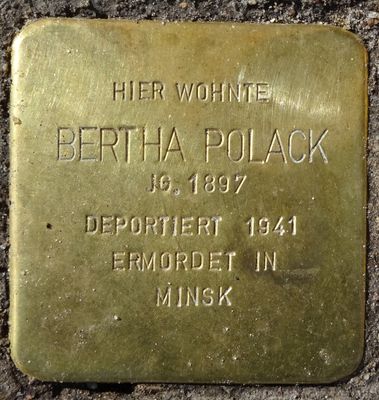 HIER WOHNTE
BERTHA POLACK
JG. 1897
DEPORTIERT 1941
ERMORDET IN
MINSK